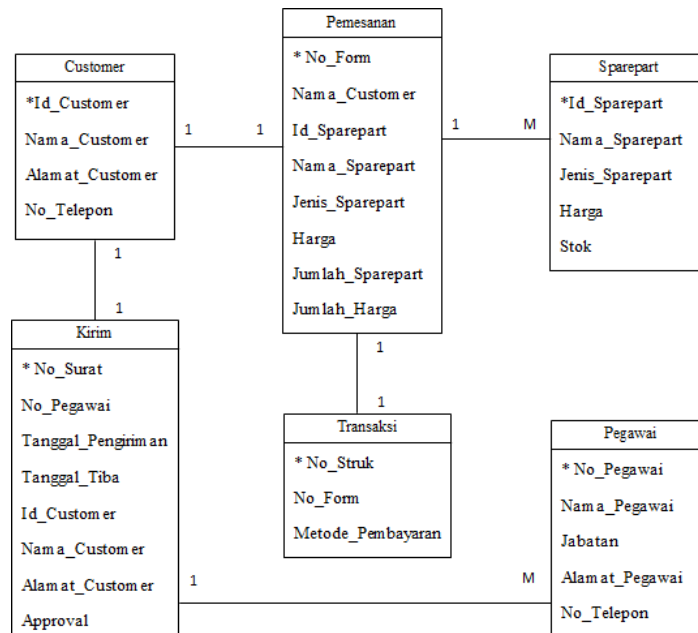 Customer
*Id_Customer
Nama_Customer
Alamat_Customer
No_Telepon
1
1
Pemesanan
* No_Form
Nama_Customer
Id_Sparepart
Nama_Sparepart
Jenis_Sparepart
Harga
Jumlah_Sparepart
Jumlah_Harga
1
M
Sparepart
*Id_Sparepart
Nama_Sparepart
Jenis_Sparepart
Harga
Stok
1
1
Kirim
* No_Surat
No_Pegawai
Tanggal_Pengiriman
Tanggal_Tiba
Id_Customer
Nama_Customer
Alamat_Customer
Approval
1
1
Transaksi
* No_Struk
No_Form
Metode_Pembayaran
1
M
Pegawai
* No_Pegawai
Nama_Pegawai
Jabatan
Alamat_Pegawai
No_Telepon